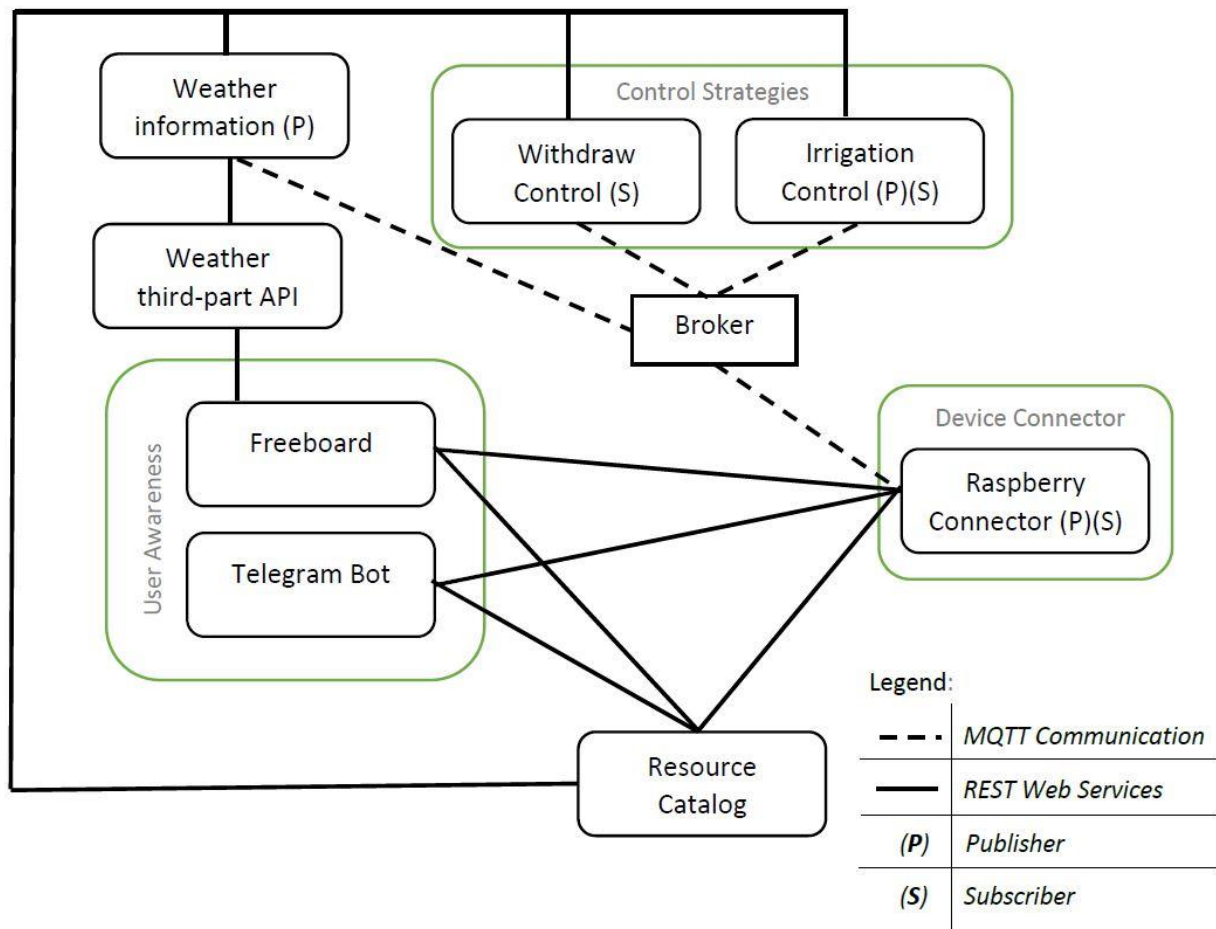 Weather
information (P)
Control Strategies
Withdraw
Control (S)
Irrigation
Control (P)(S)
Weather
third-part API
Broker
User Awareness
Freeboard
Telegram Bot
Device Connector
Raspberry
Connector (P)(S)
Resource
Catalog
Legend:
MQTT Communication
REST Web Services
(P) Publisher
(S) Subscriber